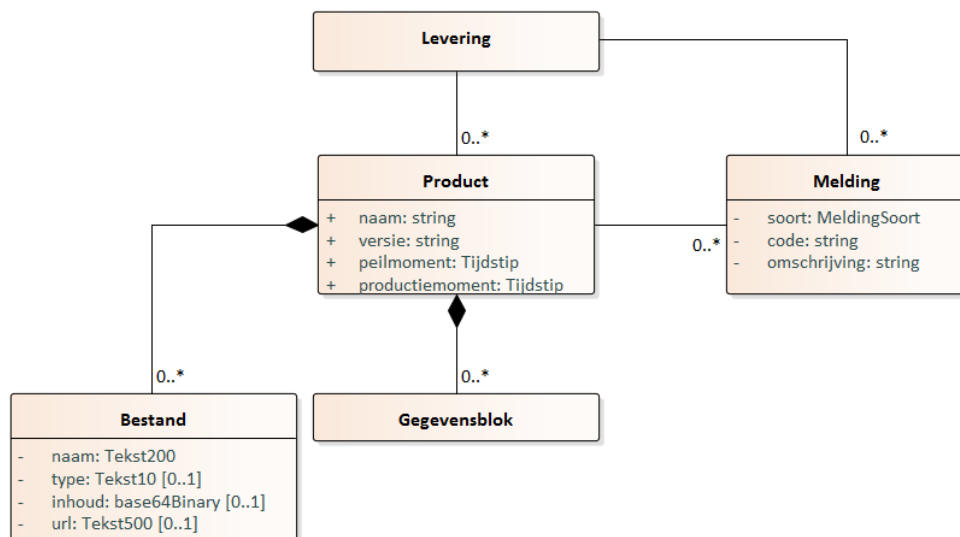 Levering
0..*
0..*
Product
+ naam: string
+ versie: string
+ peilmoment: Tijdstip
+ productiemoment: Tijdstip
Melding
- soort: MeldingSoort
- code: string
- omschrijving: string
0..*
0..*
0..*
Bestand
- naam: Tekst200
- type: Tekst10 [0..1]
- inhoud: base64Binary [0..1]
- url: Tekst500 [0..1]
Gegevensblok